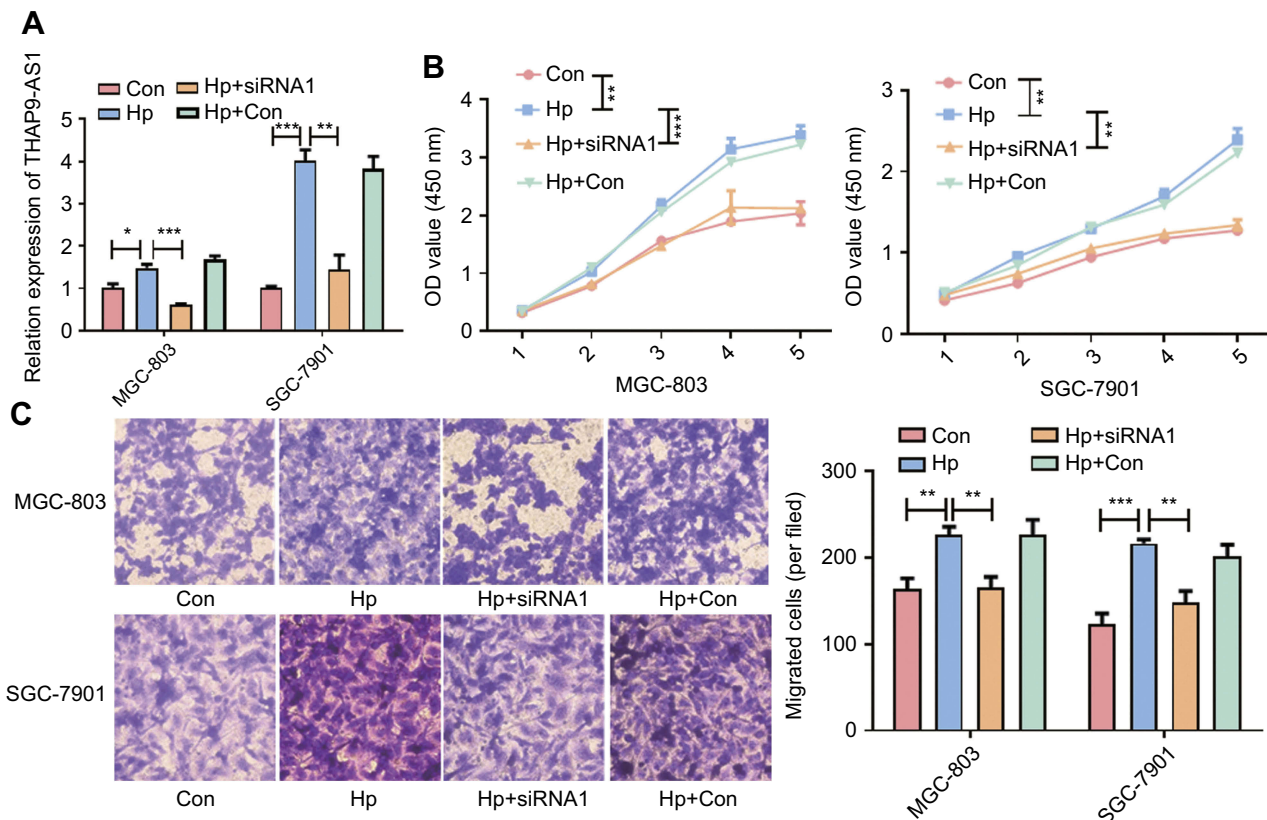 A
Relation expression of THAP9-AS1
Con
Hp+siRNA1
Hp
Hp+Con
5
4
3
2
1
0
*
***
***
**
MGC-803
SGC-7901
B
OD value (450 nm)
4
3
2
1
0
Con
Hp
Hp+siRNA1
Hp+Con
**
***
1 2 3 4 5
MGC-803
OD value (450 nm)
3
2
1
0
Con
Hp
Hp+siRNA1
Hp+Con
**
**
1 2 3 4 5
SGC-7901
C
MGC-803
Con Hp Hp+siRNA1 Hp+Con
SGC-7901
Con Hp Hp+siRNA1 Hp+Con
Migrated cells (per filed)
Con
Hp+siRNA1
Hp
Hp+Con
300
200
100
0
**
**
***
**
MGC-803
SGC-7901